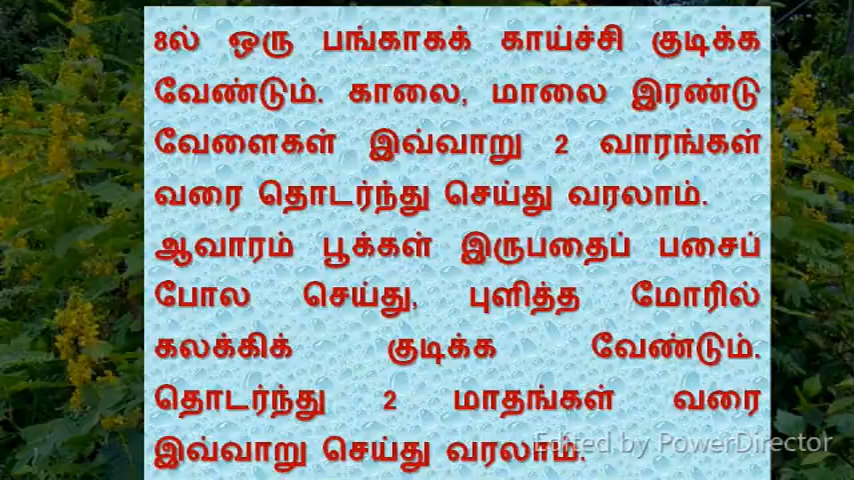 8ல் ஒரு பங்காகக் காய்ச்சி குடிக்க
வேண்டும். காலை, மாலை இரண்டு
வேளைகள் இவ்வாறு 2 வாரங்கள்
வரை தொடர்ந்து செய்து வரலாம்.
ஆவாரம் பூக்கள் இருபதைப் பசைப்
போல செய்து, புளித்த மோரில்
கலக்கிக் குடிக்க வேண்டும்.
தொடர்ந்து 2 மாதங்கள் வரை
இவ்வாறு செய்து வரலாம்.
Edited by PowerDirector